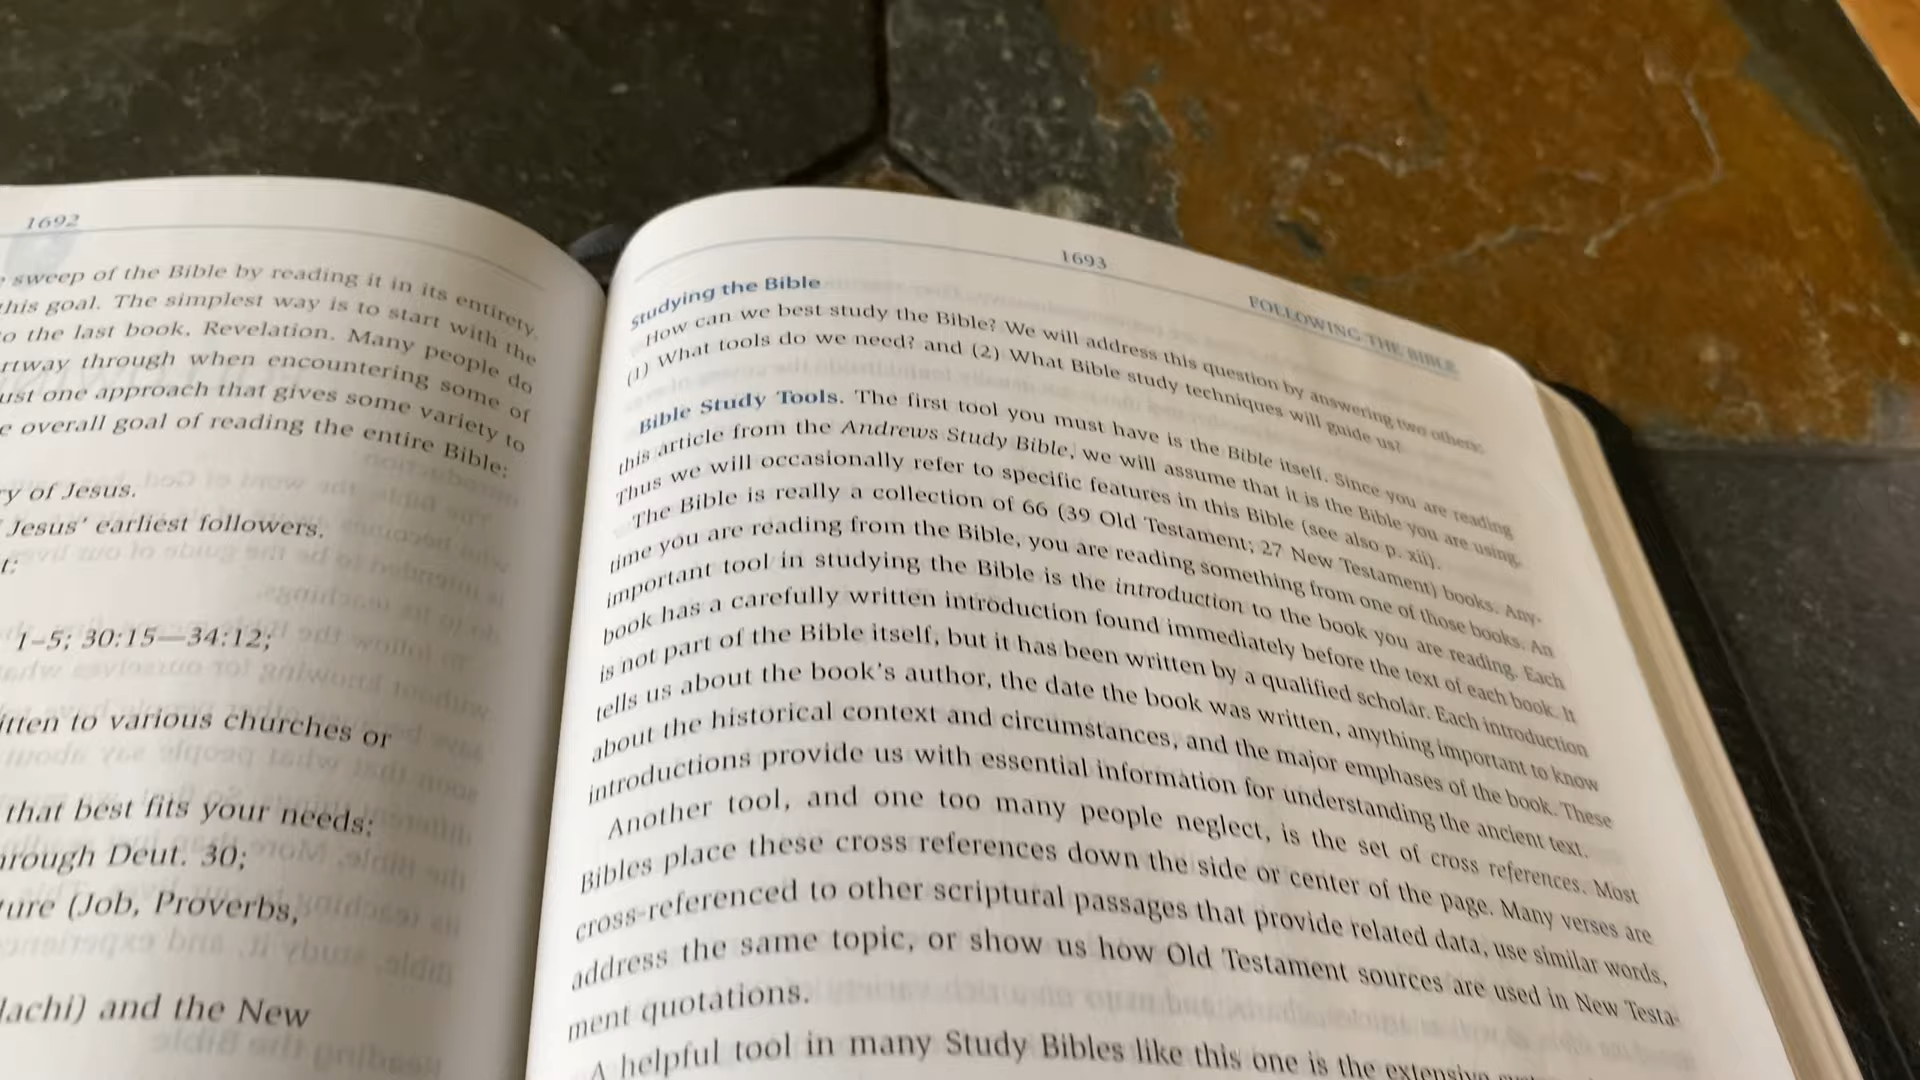 1692
sweep of the Bible by reading it in its entirety.
this goal. The simplest way is to start with the
o the last book, Revelation. Many people do
rtway through when encountering some of
ust one approach that gives some variety to
e overall goal of reading the entire Bible:
ry of Jesus.
Jesus’ earliest followers.
t:
1–5; 30:15—34:12;
itten to various churches or
that best fits your needs:
hrough Deut. 30;
ture (Job, Proverbs,
lachi) and the New
1693
FOLLOWING THE BIBLE
Studying the Bible
How can we best study the Bible? We will address this question by answering two others:
(1) What tools do we need? and (2) What Bible study techniques will guide us?
Bible Study Tools. The first tool you must have is the Bible itself. Since you are reading
this article from the Andrews Study Bible, we will assume that it is the Bible you are using.
Thus we will occasionally refer to specific features in this Bible (see also p. xii).
The Bible is really a collection of 66 (39 Old Testament; 27 New Testament) books. Any-
time you are reading from the Bible, you are reading something from one of those books. An
important tool in studying the Bible is the introduction to the book you are reading. Each
book has a carefully written introduction found immediately before the text of each book. It
is not part of the Bible itself, but it has been written by a qualified scholar. Each introduction
tells us about the book’s author, the date the book was written, anything important to know
about the historical context and circumstances, and the major emphases of the book. These
introductions provide us with essential information for understanding the ancient text.
Another tool, and one too many people neglect, is the set of cross references. Most
Bibles place these cross references down the side or center of the page. Many verses are
cross-referenced to other scriptural passages that provide related data, use similar words,
address the same topic, or show us how Old Testament sources are used in New Testa-
ment quotations.
A helpful tool in many Study Bibles like this one is the extensive